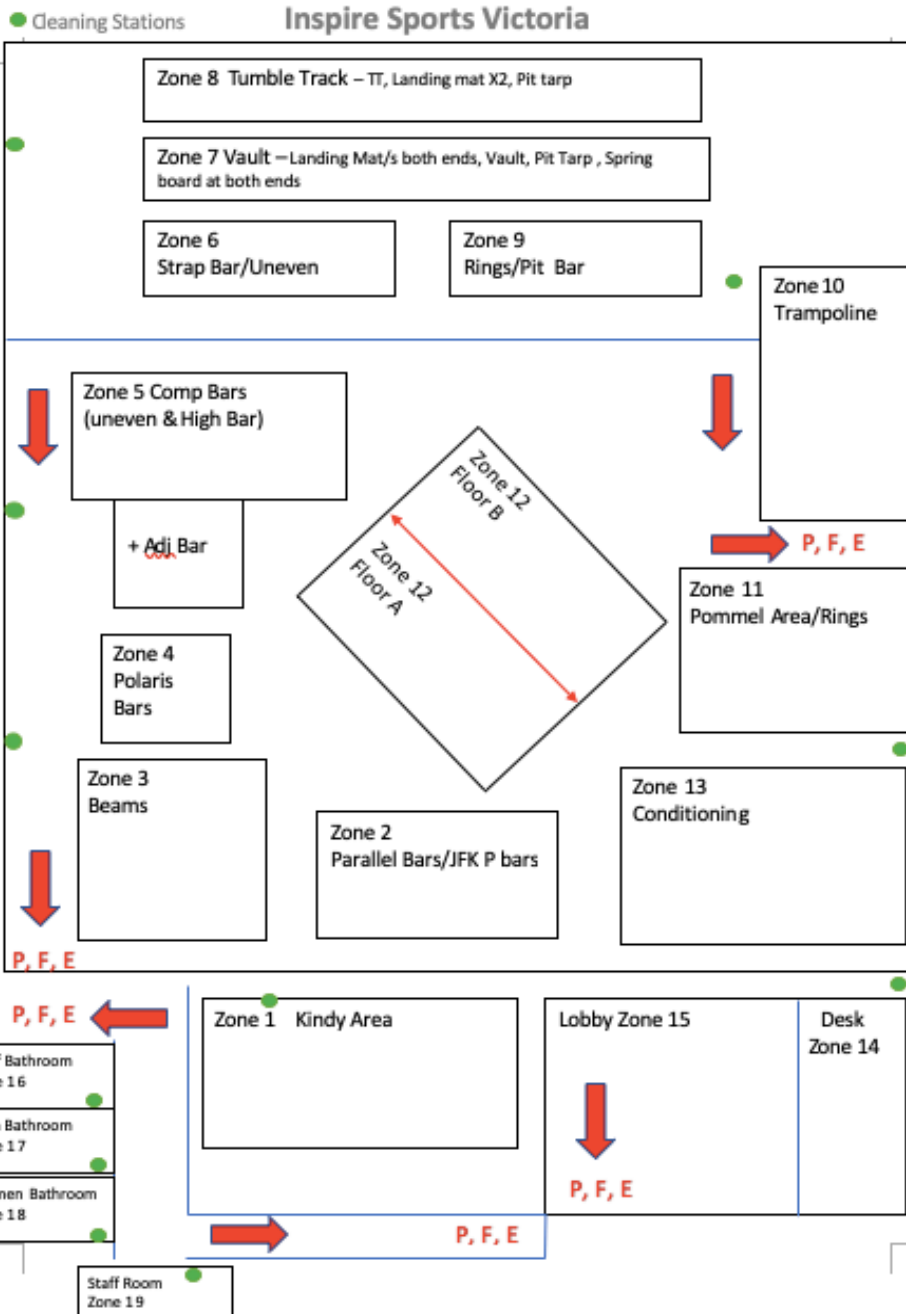 Cleaning Stations
Inspire Sports Victoria
Zone 8 Tumble Track – TT, Landing mat X2, Pit tarp
Zone 7 Vault – Landing Mat/s both ends, Vault, Pit Tarp , Spring
board at both ends
Zone 6
Strap Bar/Uneven
Zone 9
Rings/Pit Bar
Zone 10
Trampoline
Zone 5 Comp Bars
(uneven & High Bar)
+ Adj Bar
Zone 12
Floor B
Zone 12
Floor A
P, F, E
Zone 11
Pommel Area/Rings
Zone 4
Polaris
Bars
Zone 3
Beams
Zone 2
Parallel Bars/JFK P bars
Zone 13
Conditioning
P, F, E
P, F, E
Zone 1 Kindy Area
Lobby Zone 15
Desk
Zone 14
Bathroom
16
Bathroom
17
men Bathroom
18
P, F, E
P, F, E
Staff Room
Zone 19